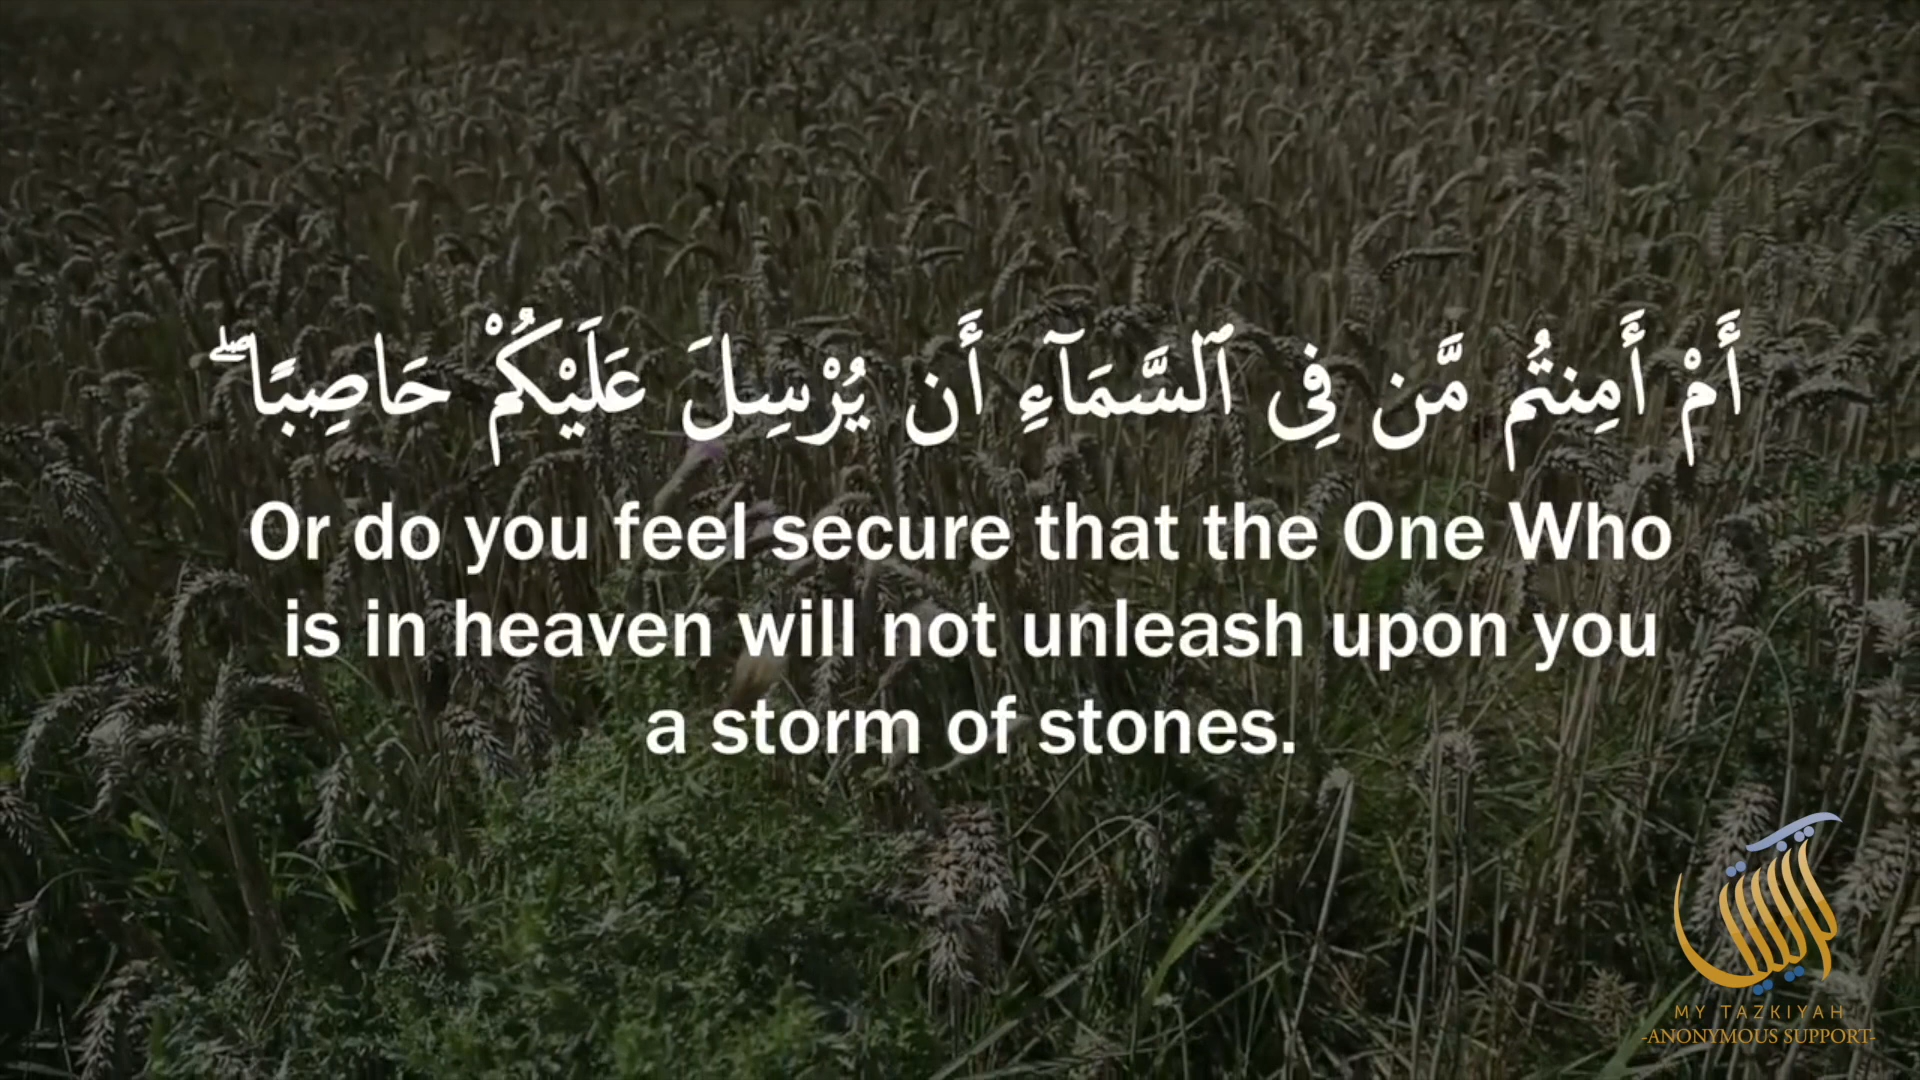 أَمْ أَمِنتُم مَّن فِى ٱلسَّمَآءِ أَن يُرْسِلَ عَلَيْكُمْ حَاصِبًا ۖ
Or do you feel secure that the One Who
is in heaven will not unleash upon you
a storm of stones.
MY TAZKIYAH
-ANONYMOUS SUPPORT-